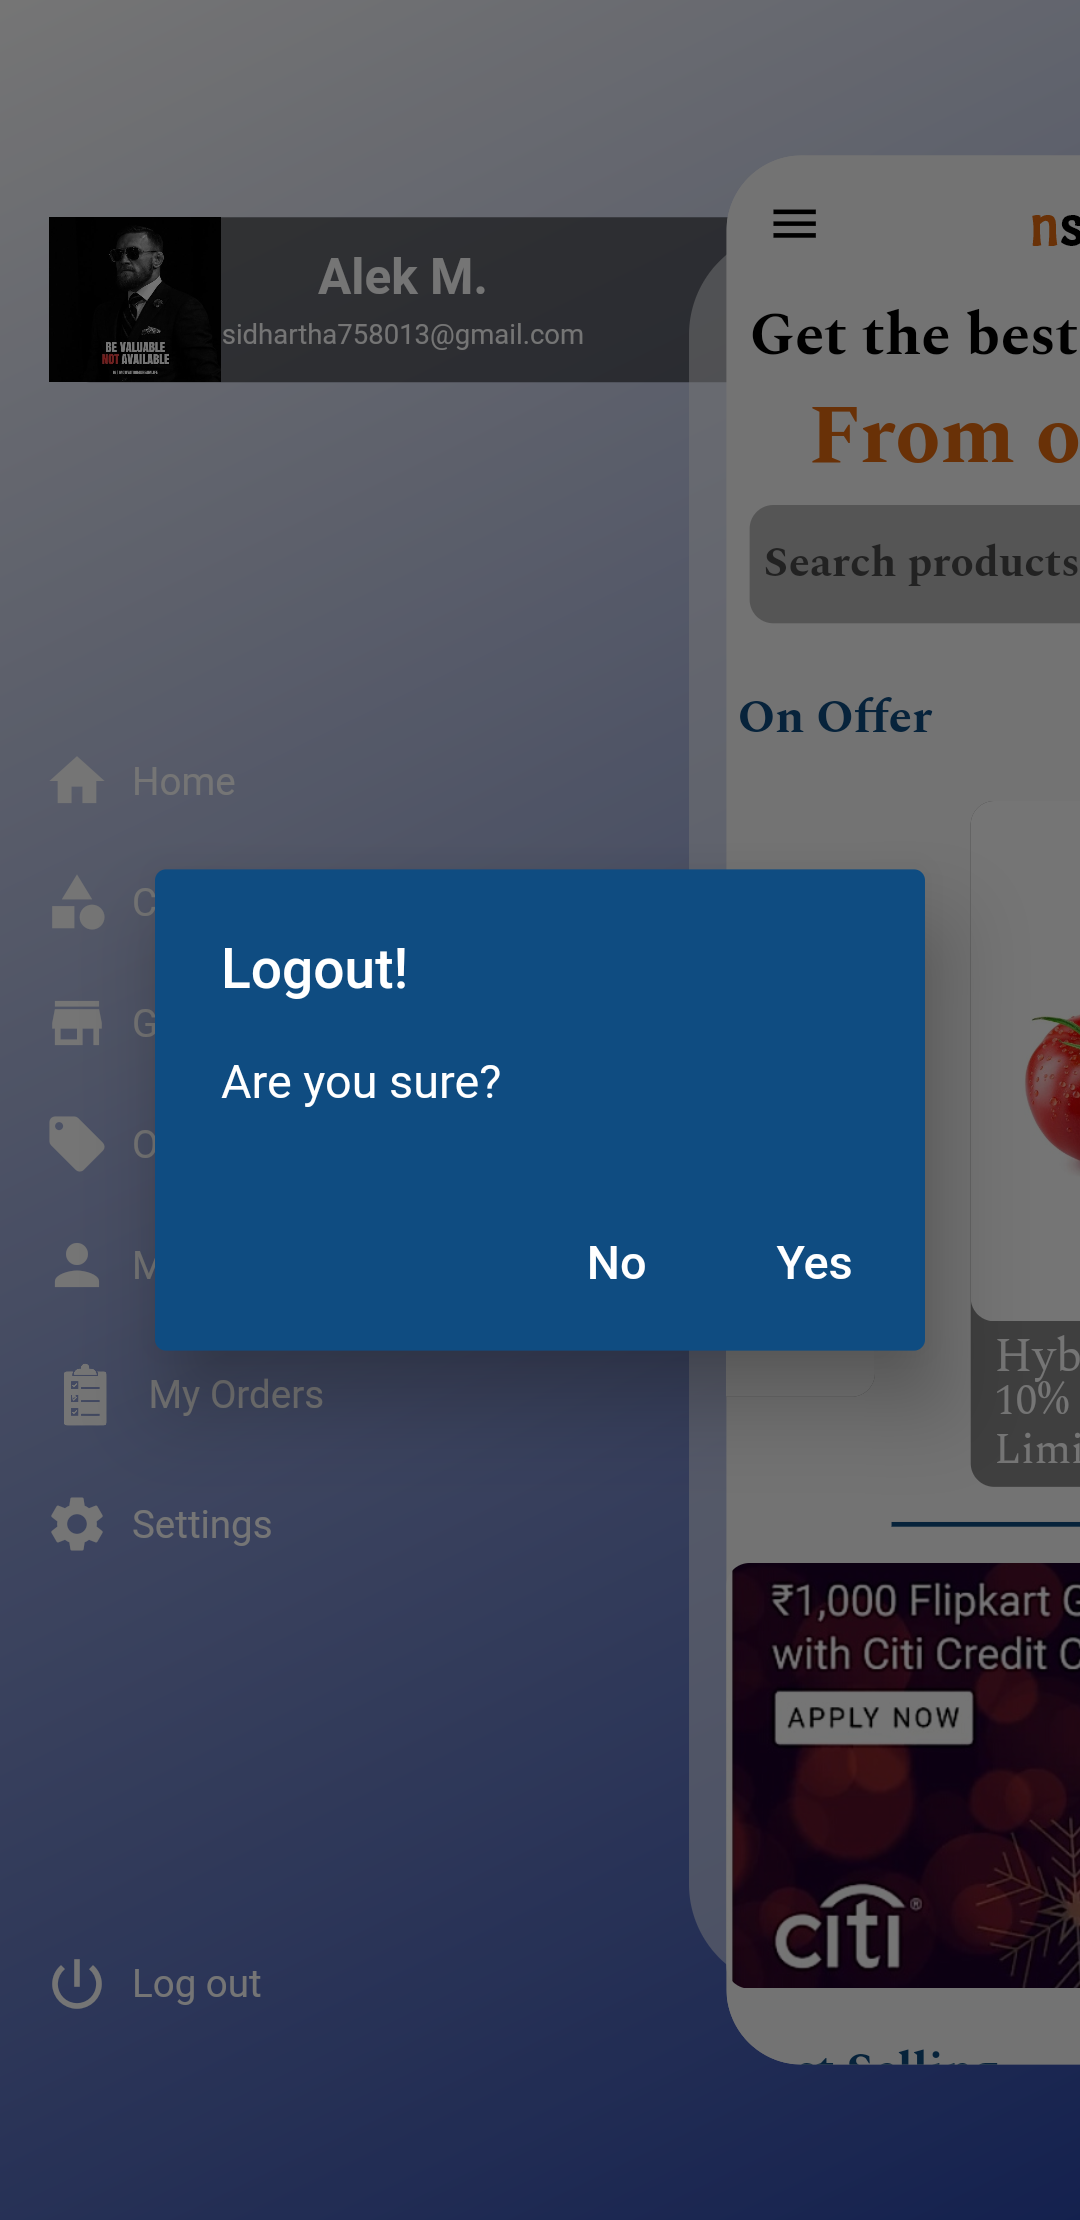 Alek M.
sidhartha758013@gmail.com
BE VALUABLE
NOT AVAILABLE
Home
C
G
O
M
My Orders
Settings
Log out
Logout!
Are you sure?
No
Yes
ns
Get the best
From o
Search products
On Offer
Hyb
10%
Limi
₹1,000 Flipkart G
with Citi Credit C
APPLY NOW
citi®
st Selling